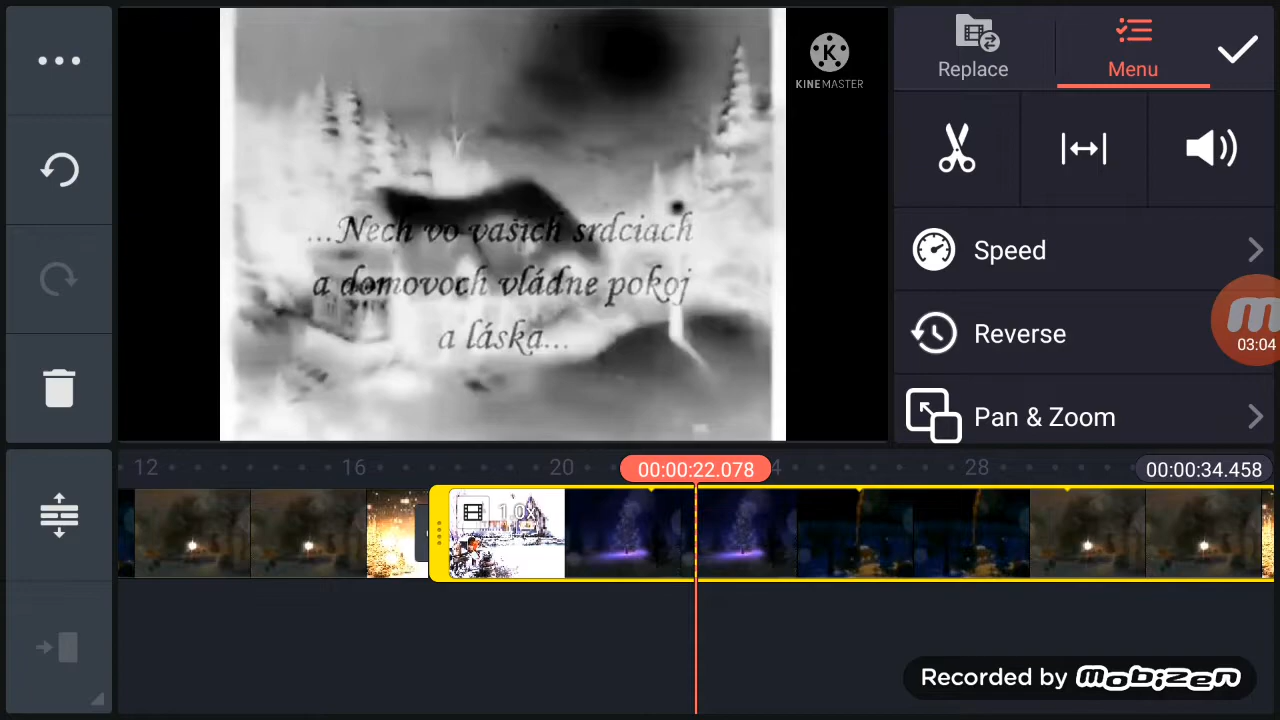 Replace
Menu
KINEMASTER
...Nech vo vašich srdciach
a domovoch vládne pokoj
a láska...
Speed
Reverse
03:04
Pan & Zoom
12
16
20
00:00:22.078
4
28
00:00:34.458
1.0x
Recorded by mobizen